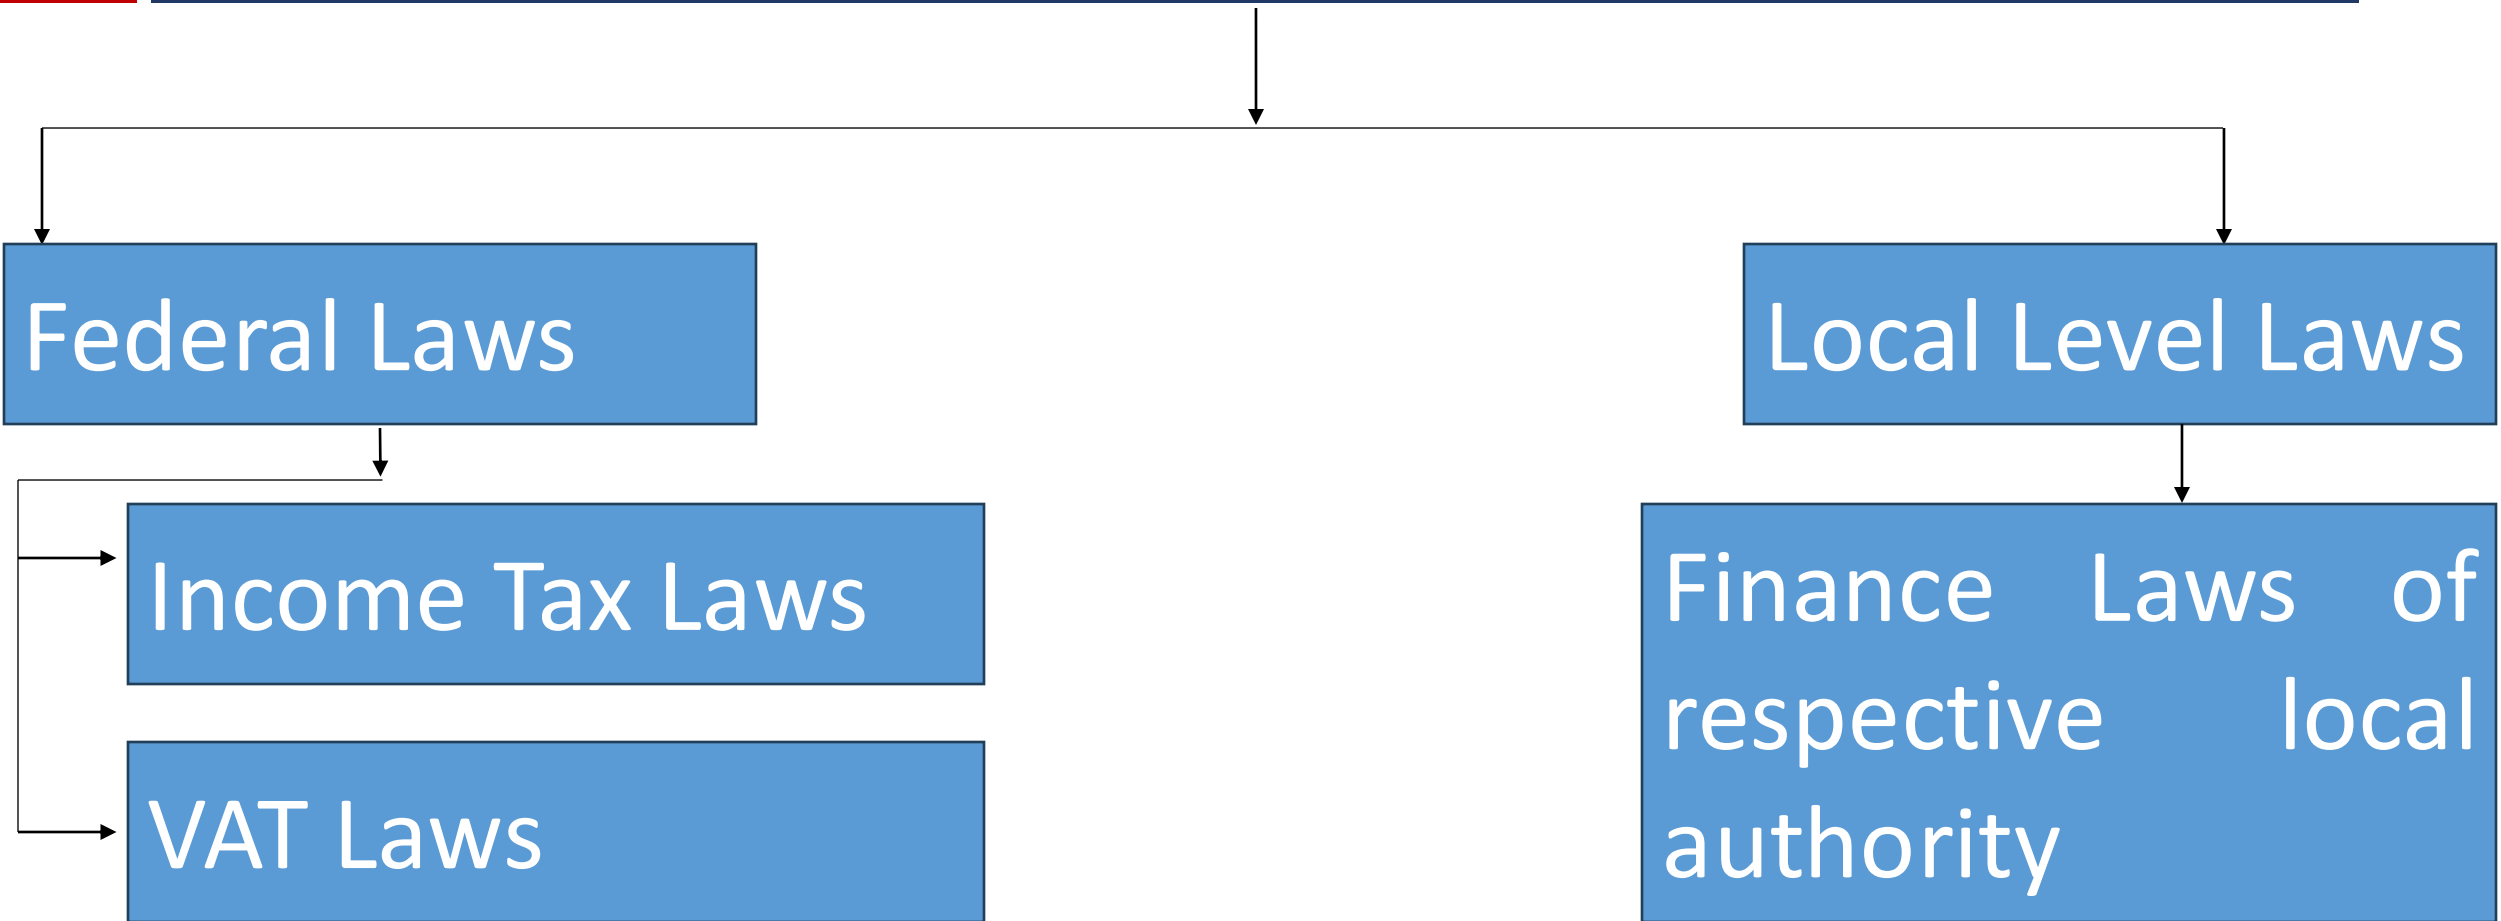 Federal Laws
Local Level Laws
Income Tax Laws
VAT Laws
Finance Laws of
respective local
authority